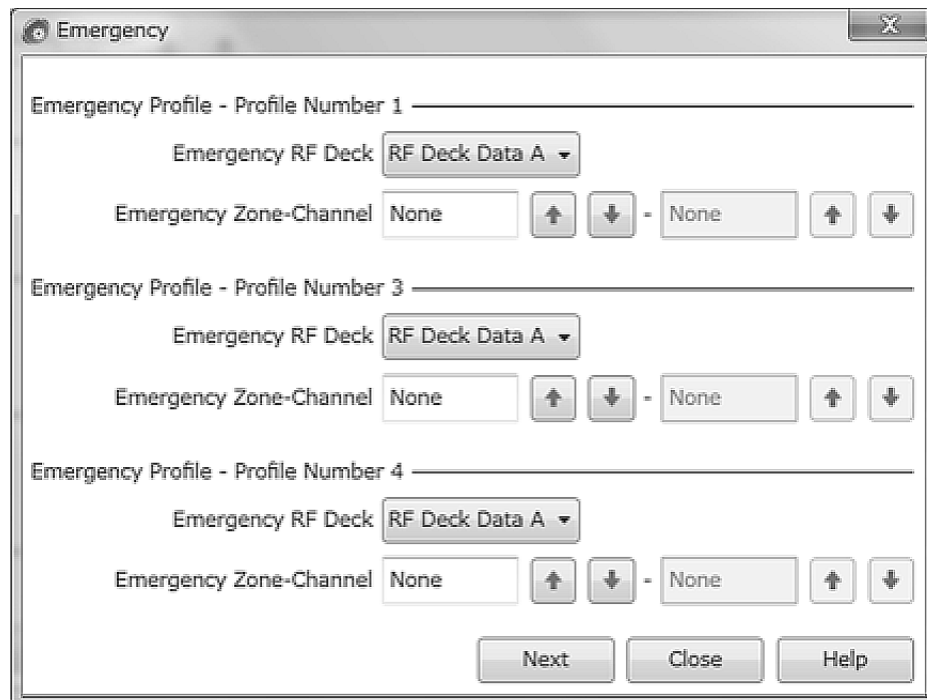 Emergency
Emergency Profile - Profile Number 1
Emergency RF Deck RF Deck Data A
Emergency Zone-Channel None - None
Emergency Profile - Profile Number 3
Emergency RF Deck RF Deck Data A
Emergency Zone-Channel None - None
Emergency Profile - Profile Number 4
Emergency RF Deck RF Deck Data A
Emergency Zone-Channel None - None
Next Close Help